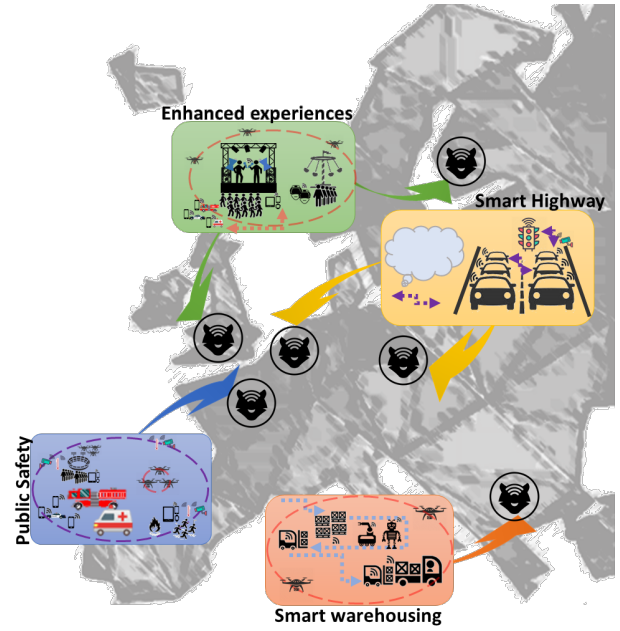 Enhanced experiences
Smart Highway
Public Safety
Smart warehousing